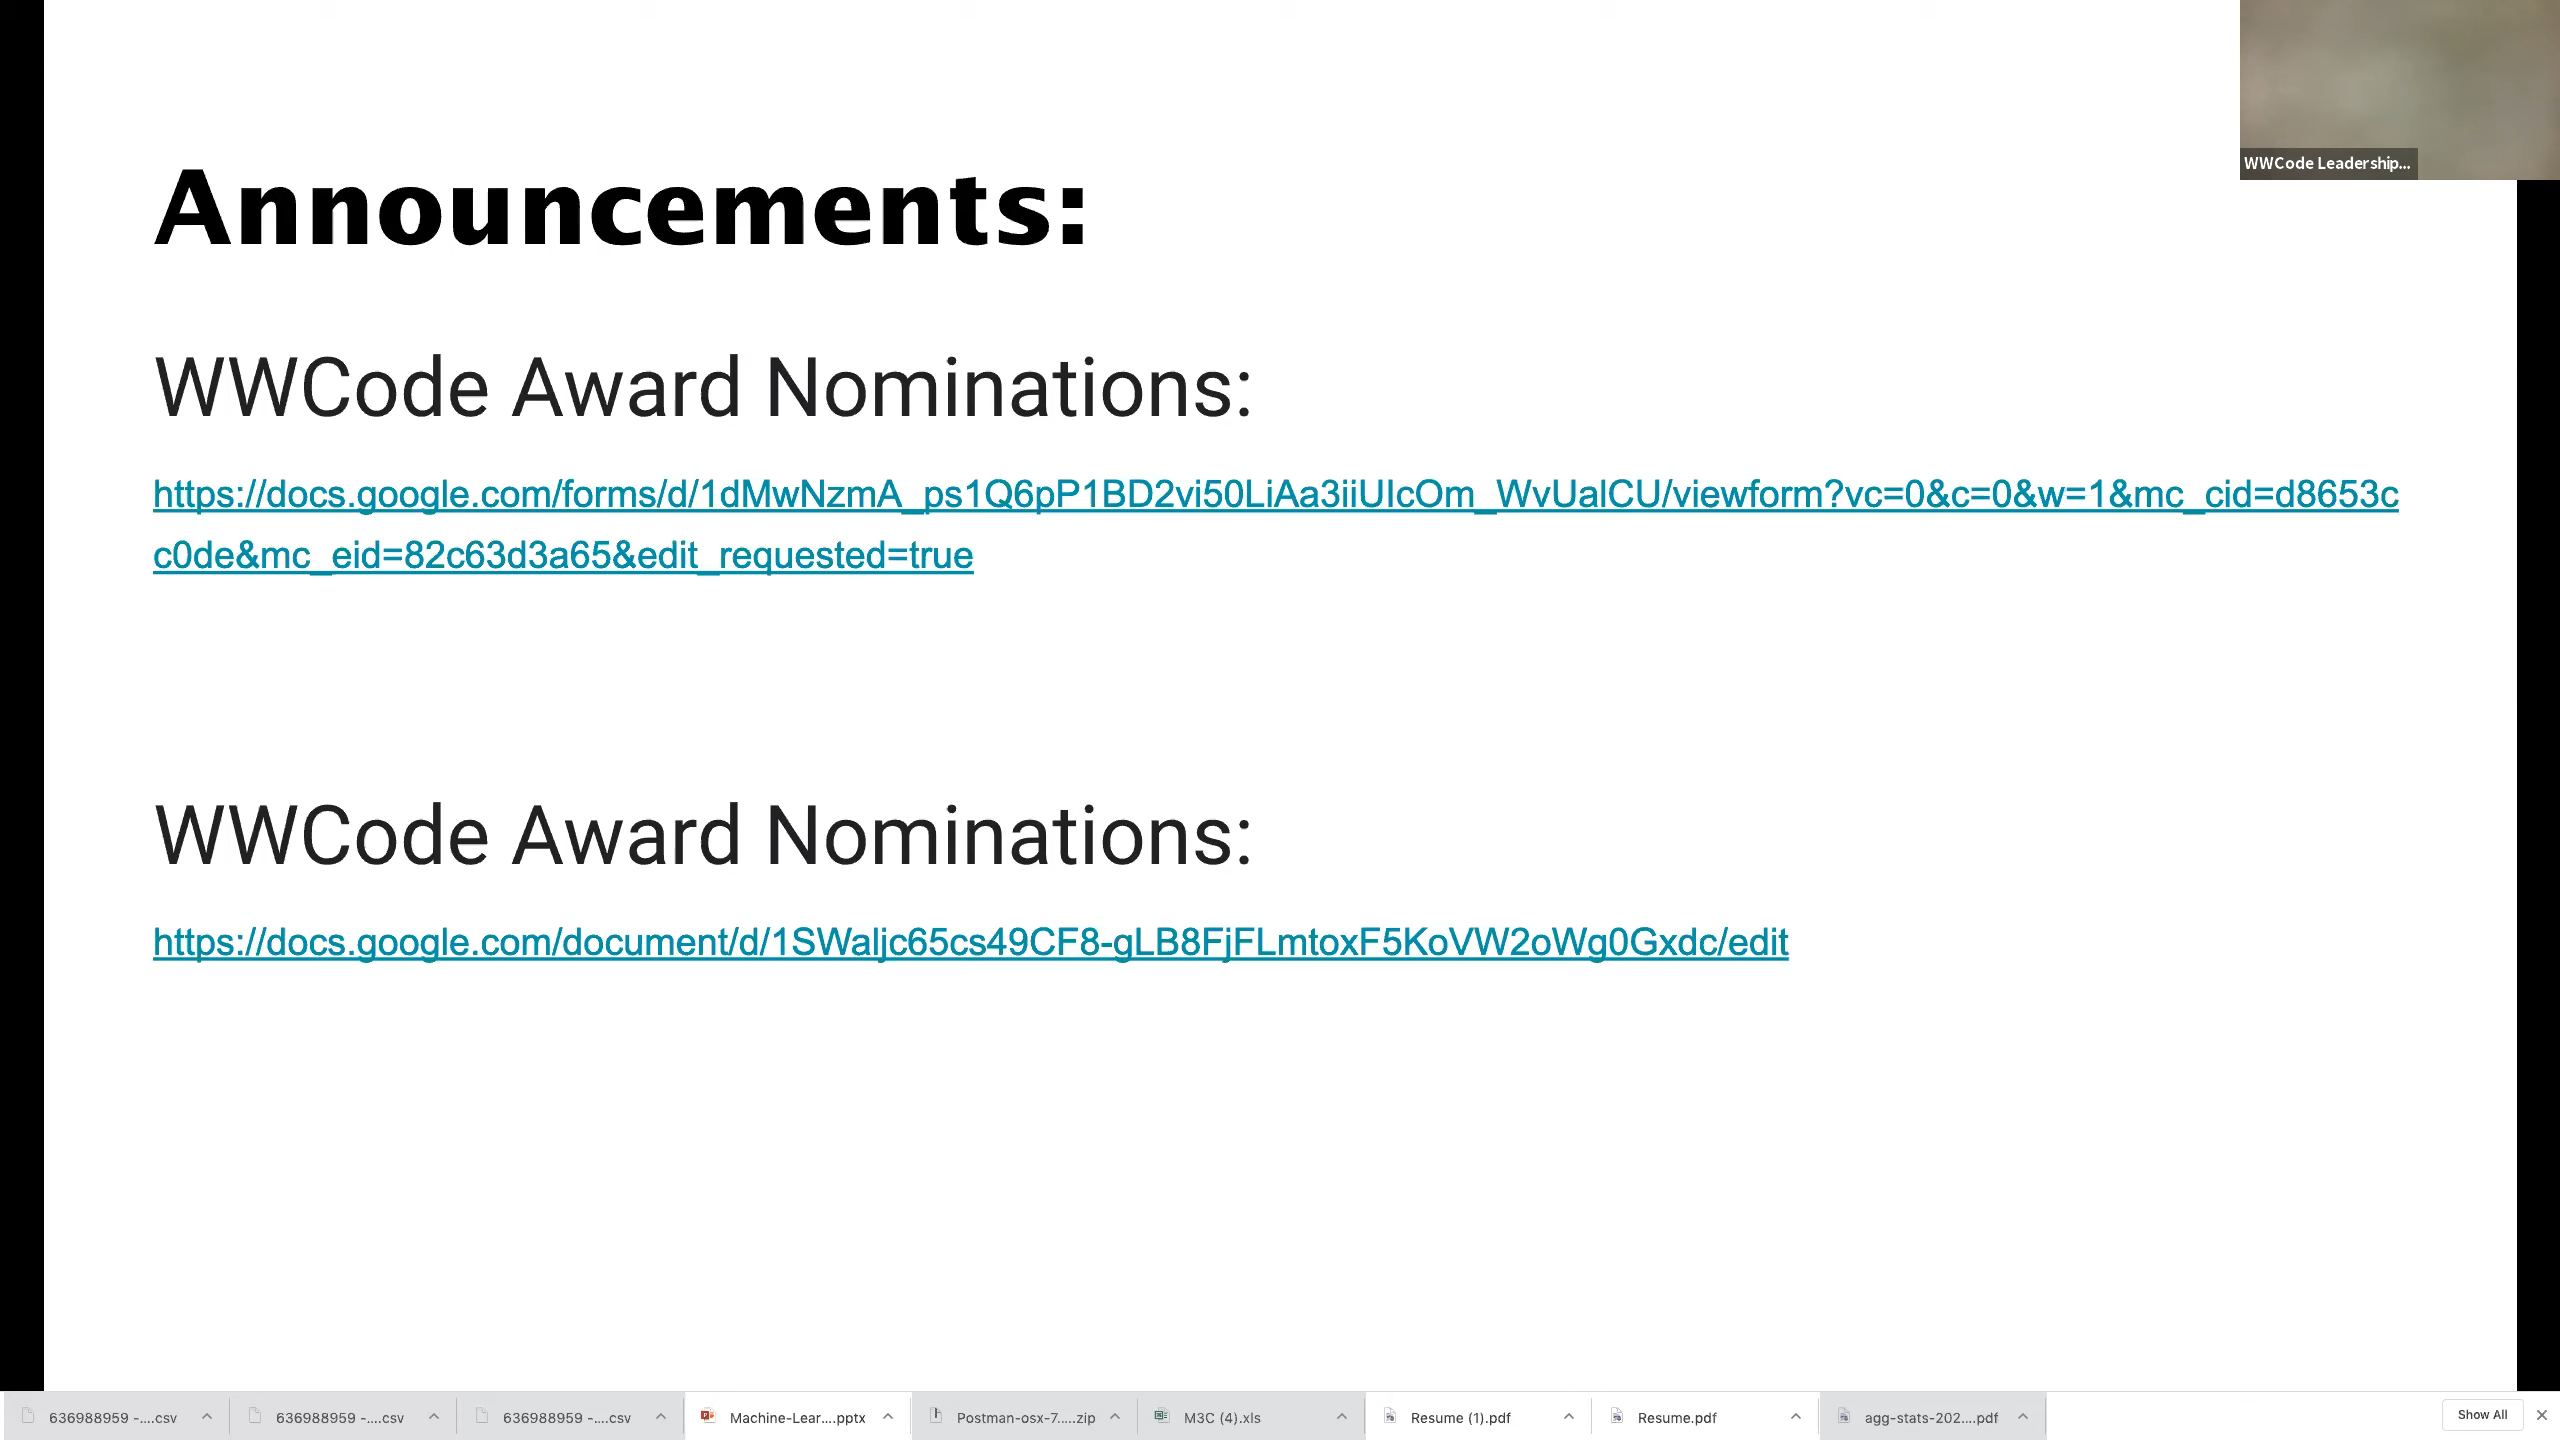 WWCode Leadership...
Announcements:
WWCode Award Nominations:
https://docs.google.com/forms/d/1dMwNzmA_ps1Q6pP1BD2vi50LiAa3iiUIcOm_WvUalCU/viewform?vc=0&c=0&w=1&mc_cid=d8653c
c0de&mc_eid=82c63d3a65&edit_requested=true
WWCode Award Nominations:
https://docs.google.com/document/d/1SWaljc65cs49CF8-gLB8FjFLmtoxF5KoVW2oWg0Gxdc/edit
636988959 -....csv 636988959 -....csv 636988959 -....csv Machine-Lear....pptx Postman-osx-7.....zip M3C (4).xls Resume (1).pdf Resume.pdf agg-stats-202....pdf Show All